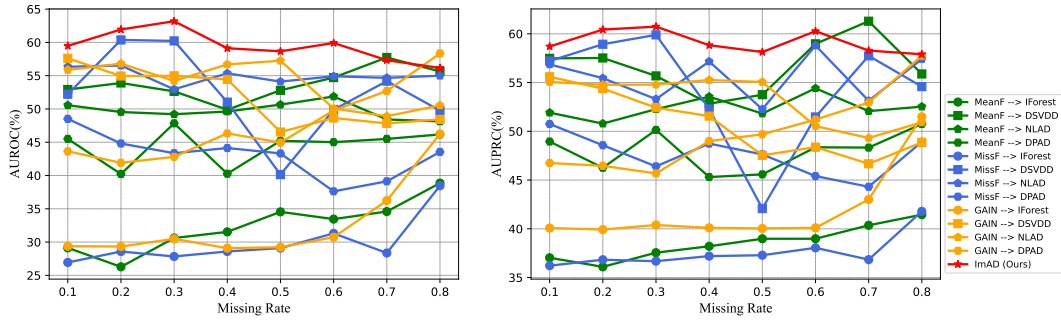 65
60
55
50
45
40
35
30
25
AUROC(%)
0.1 0.2 0.3 0.4 0.5 0.6 0.7 0.8
Missing Rate
60
55
50
45
40
35
AUPRC(%)
0.1 0.2 0.3 0.4 0.5 0.6 0.7 0.8
Missing Rate
MeanF --> IForest
MeanF --> DSVDD
MeanF --> NLAD
MeanF --> DPAD
MissF --> IForest
MissF --> DSVDD
MissF --> NLAD
MissF --> DPAD
GAIN --> IForest
GAIN --> DSVDD
GAIN --> NLAD
GAIN --> DPAD
ImAD (Ours)